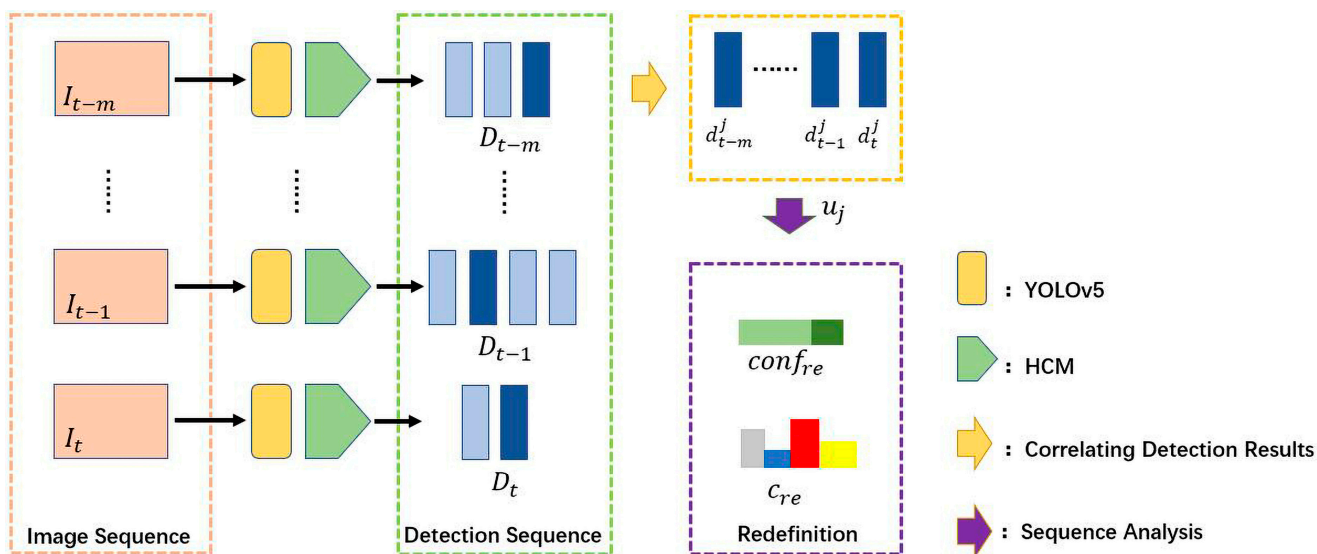 I_{t-m}
D_{t-m}
d^j_{t-m}
......
d^j_{t-1}
d^j_t
......
......
......
u_j
I_{t-1}
D_{t-1}
conf_{re}
I_t
D_t
c_{re}
Image Sequence
Detection Sequence
Redefinition
: YOLOv5
: HCM
: Correlating Detection Results
: Sequence Analysis